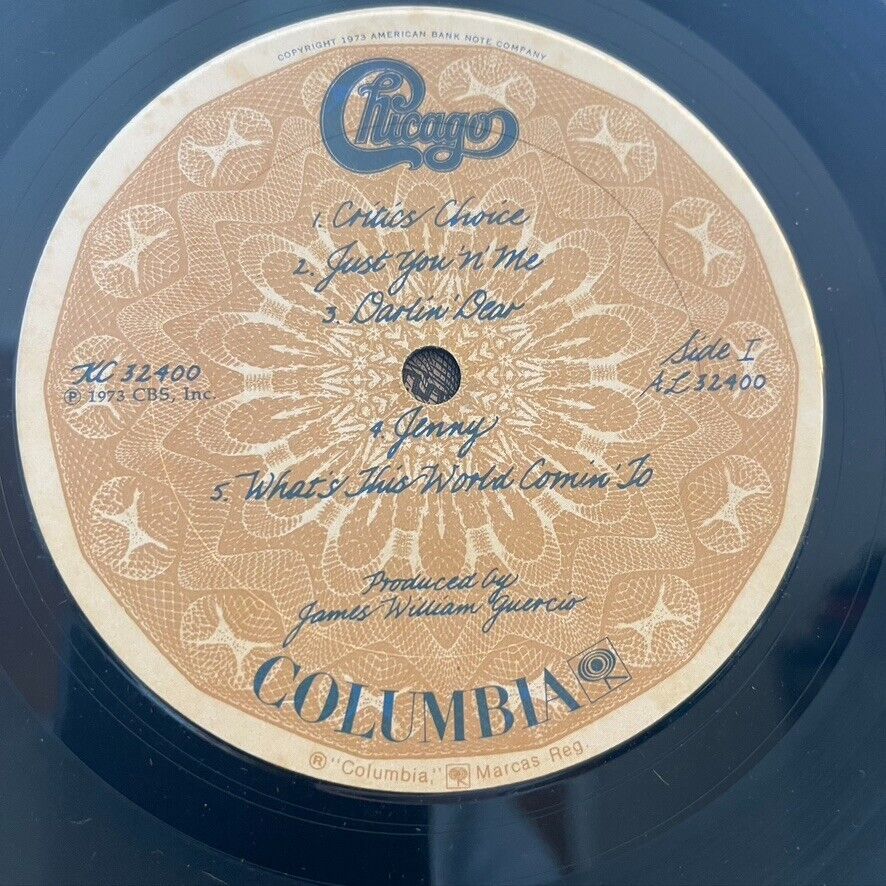 COPYRIGHT 1973 AMERICAN BANK NOTE COMPANY
Chicago
1. Critics' Choice
2. Just You 'n' Me
3. Darlin' Dear
KC 32400
℗ 1973 CBS, Inc.
Side I
AL 32400
4. Jenny
5. What's This World Comin' To
Produced by
James William Guercio
COLUMBIA
® "Columbia," Marcas Reg.